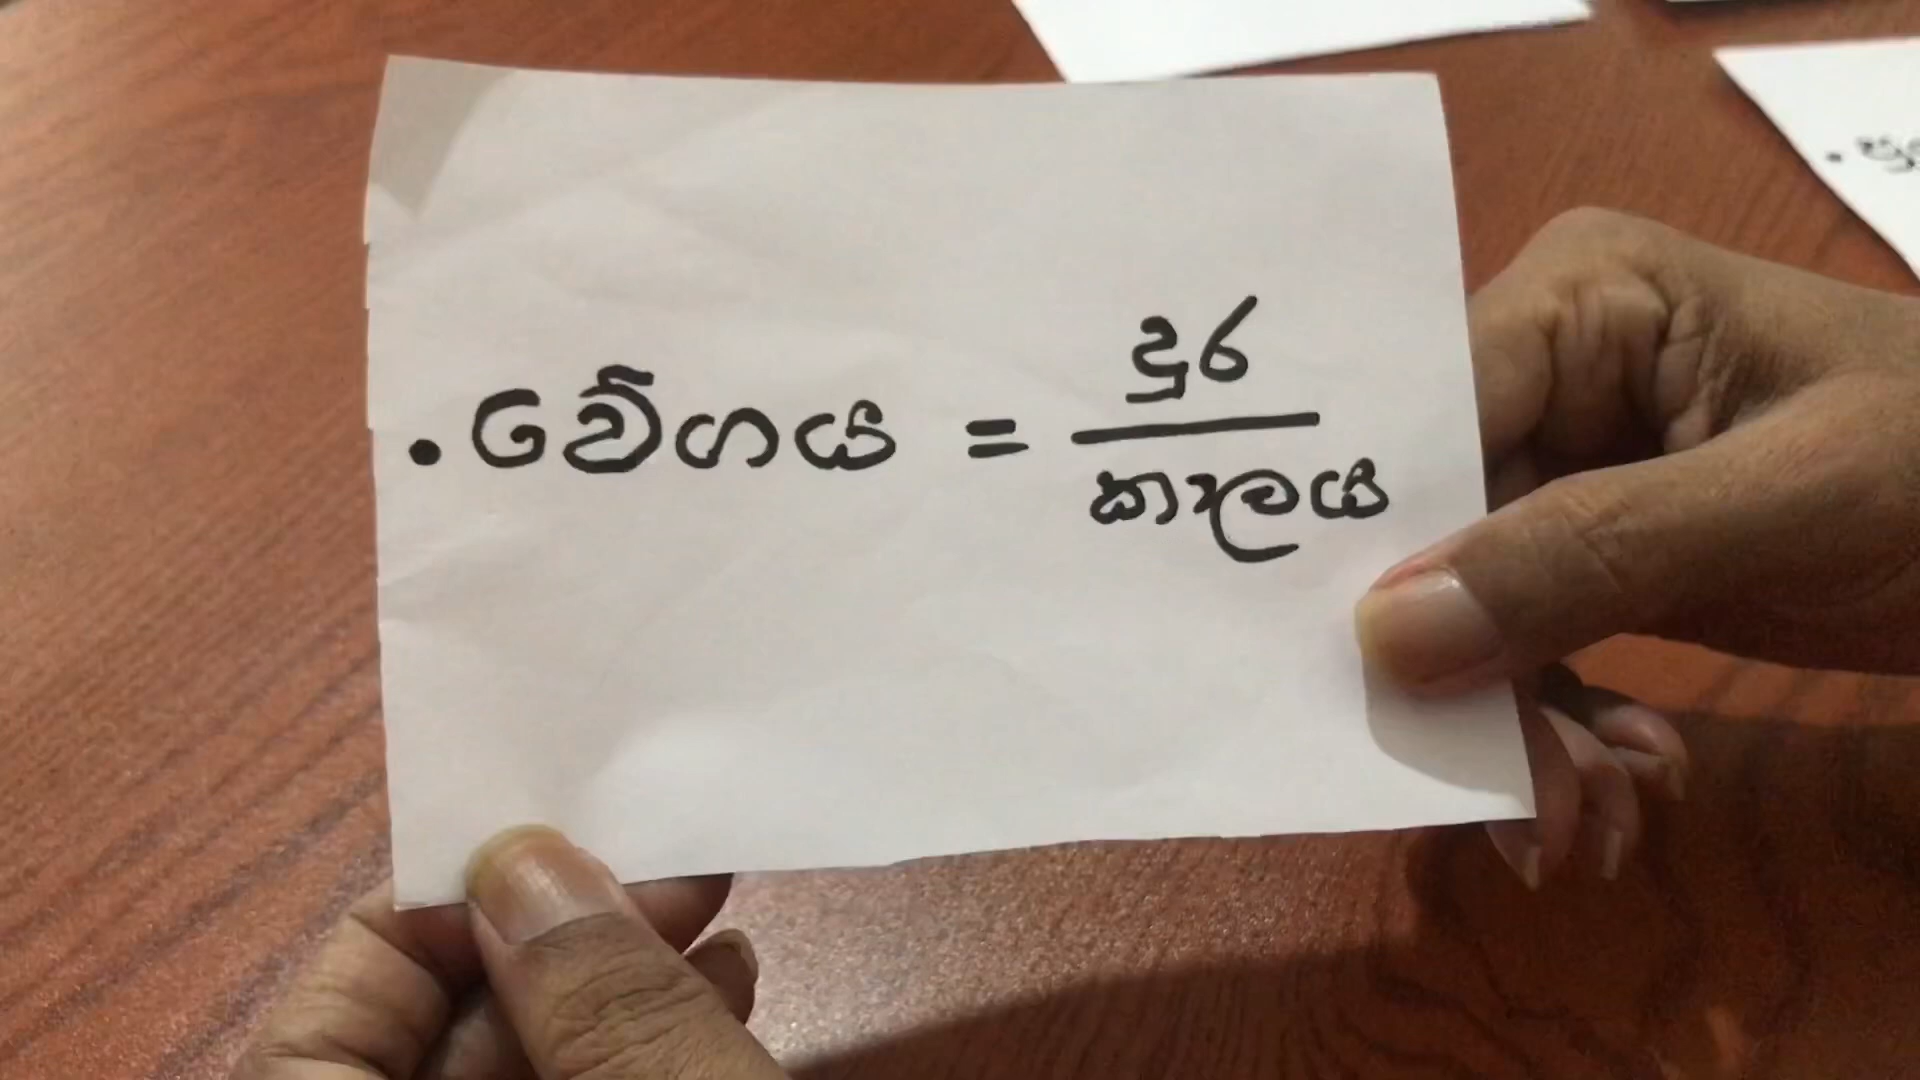 . වේගය = දුර / කාලය